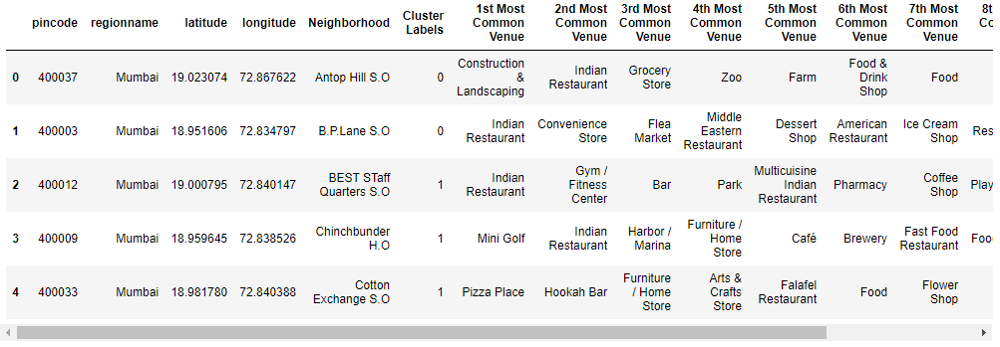 pincode regionname latitude longitude Neighborhood Cluster Labels 1st Most Common Venue 2nd Most Common Venue 3rd Most Common Venue 4th Most Common Venue 5th Most Common Venue 6th Most Common Venue 7th Most Common Venue 8t Co
0 400037 Mumbai 19.023074 72.867622 Antop Hill S.O 0 Construction & Landscaping Indian Restaurant Grocery Store Zoo Farm Food & Drink Shop Food
1 400003 Mumbai 18.951606 72.834797 B.P.Lane S.O 0 Indian Restaurant Convenience Store Flea Market Middle Eastern Restaurant Dessert Shop American Restaurant Ice Cream Shop Res
2 400012 Mumbai 19.000795 72.840147 BEST STaff Quarters S.O 1 Indian Restaurant Gym / Fitness Center Bar Park Multicuisine Indian Restaurant Pharmacy Coffee Shop Play
3 400009 Mumbai 18.959645 72.838526 Chinchbunder H.O 1 Mini Golf Indian Restaurant Harbor / Marina Furniture / Home Store Café Brewery Fast Food Restaurant Foo
4 400033 Mumbai 18.981780 72.840388 Cotton Exchange S.O 1 Pizza Place Hookah Bar Furniture / Home Store Arts & Crafts Store Falafel Restaurant Food Flower Shop